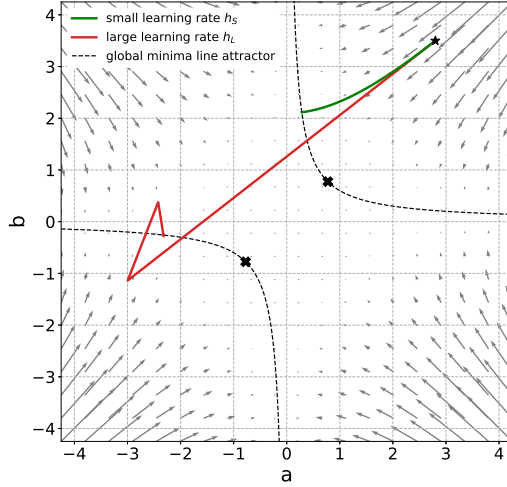 small learning rate h_S
large learning rate h_L
global minima line attractor
4
3
2
1
0
−1
−2
−3
−4
b
−4 −3 −2 −1 0 1 2 3 4
a